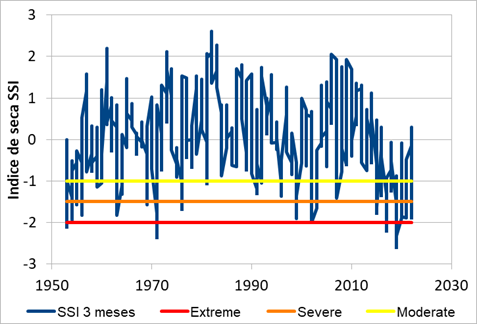 Indice de seca SSI
3
2
1
0
-1
-2
-3
1950 1970 1990 2010 2030
SSI 3 meses Extreme Severe Moderate